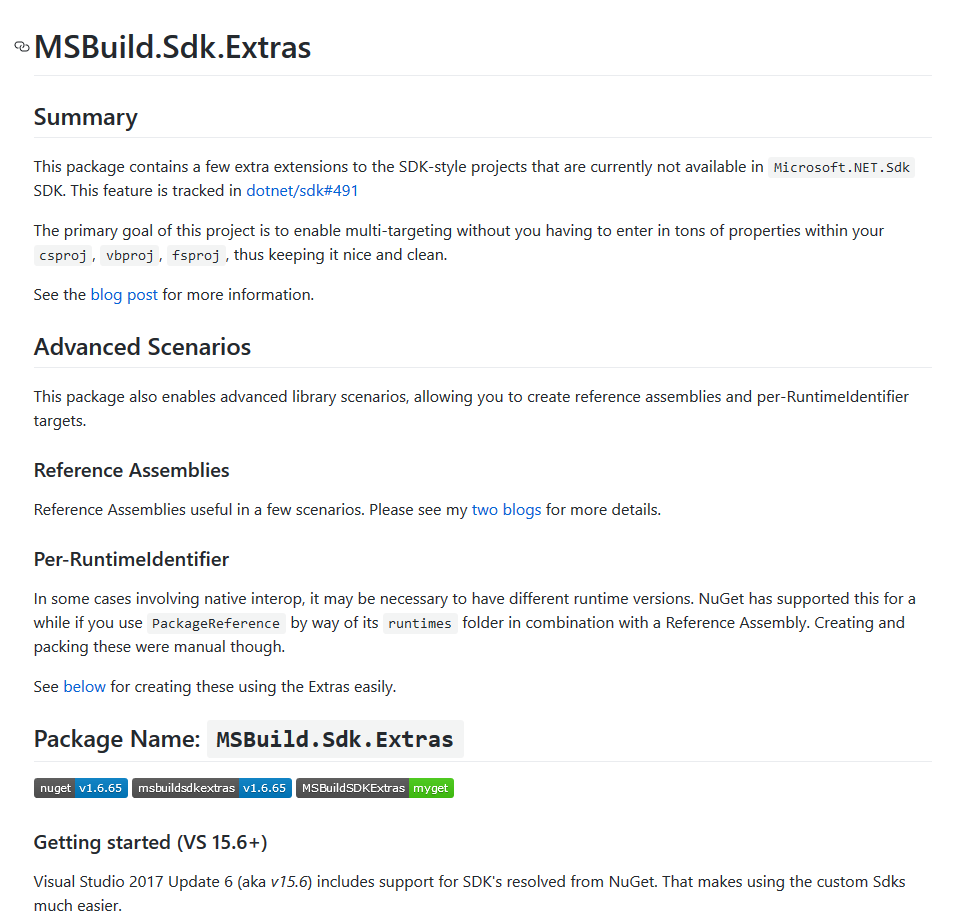 MSBuild.Sdk.Extras
Summary
This package contains a few extra extensions to the SDK-style projects that are currently not available in Microsoft.NET.Sdk
SDK. This feature is tracked in dotnet/sdk#491
The primary goal of this project is to enable multi-targeting without you having to enter in tons of properties within your
csproj , vbproj , fsproj , thus keeping it nice and clean.
See the blog post for more information.
Advanced Scenarios
This package also enables advanced library scenarios, allowing you to create reference assemblies and per-RuntimeIdentifier
targets.
Reference Assemblies
Reference Assemblies useful in a few scenarios. Please see my two blogs for more details.
Per-RuntimeIdentifier
In some cases involving native interop, it may be necessary to have different runtime versions. NuGet has supported this for a
while if you use PackageReference by way of its runtimes folder in combination with a Reference Assembly. Creating and
packing these were manual though.
See below for creating these using the Extras easily.
Package Name: MSBuild.Sdk.Extras
nuget v1.6.65 msbuildsdkextras v1.6.65 MSBuildSDKExtras myget
Getting started (VS 15.6+)
Visual Studio 2017 Update 6 (aka v15.6) includes support for SDK's resolved from NuGet. That makes using the custom Sdks
much easier.